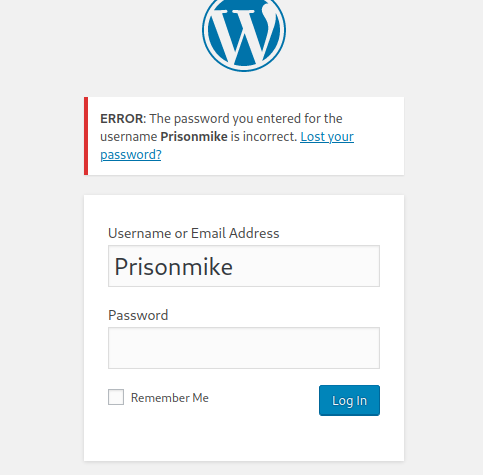 ERROR: The password you entered for the
username Prisonmike is incorrect. Lost your
password?
Username or Email Address
Prisonmike
Password
Remember Me
Log In